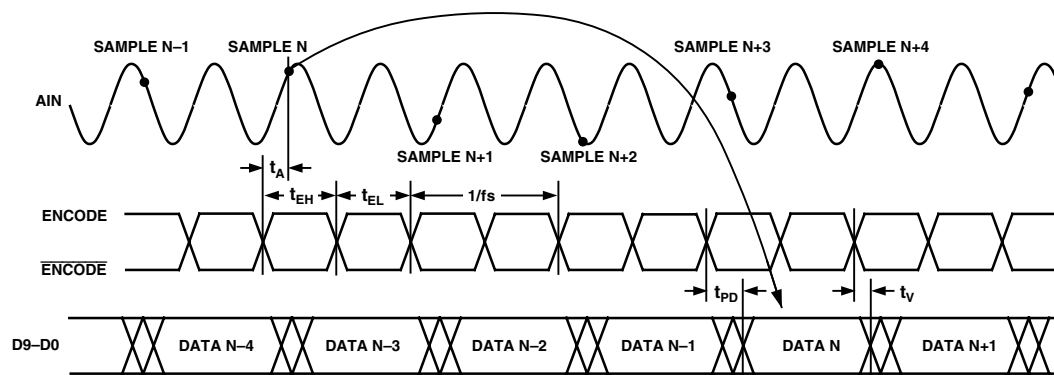 SAMPLE N–1
SAMPLE N
SAMPLE N+3
SAMPLE N+4
AIN
SAMPLE N+1
SAMPLE N+2
tA
tEH
tEL
1/fs
ENCODE
ENCODE
tPD
tV
D9–D0
DATA N–4
DATA N–3
DATA N–2
DATA N–1
DATA N
DATA N+1